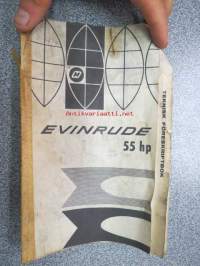 TEKNISK FÖRESKRIFTBOK
Antikvariaatti.net
EVINRUDE
55 hp